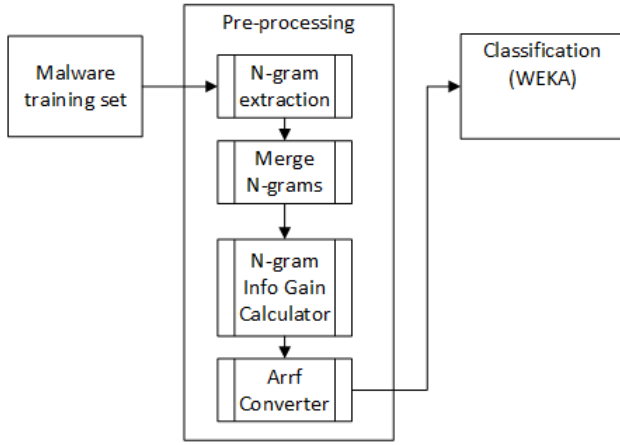 Pre-processing
Malware
training set
N-gram
extraction
Merge
N-grams
N-gram
Info Gain
Calculator
Arrf
Converter
Classification
(WEKA)